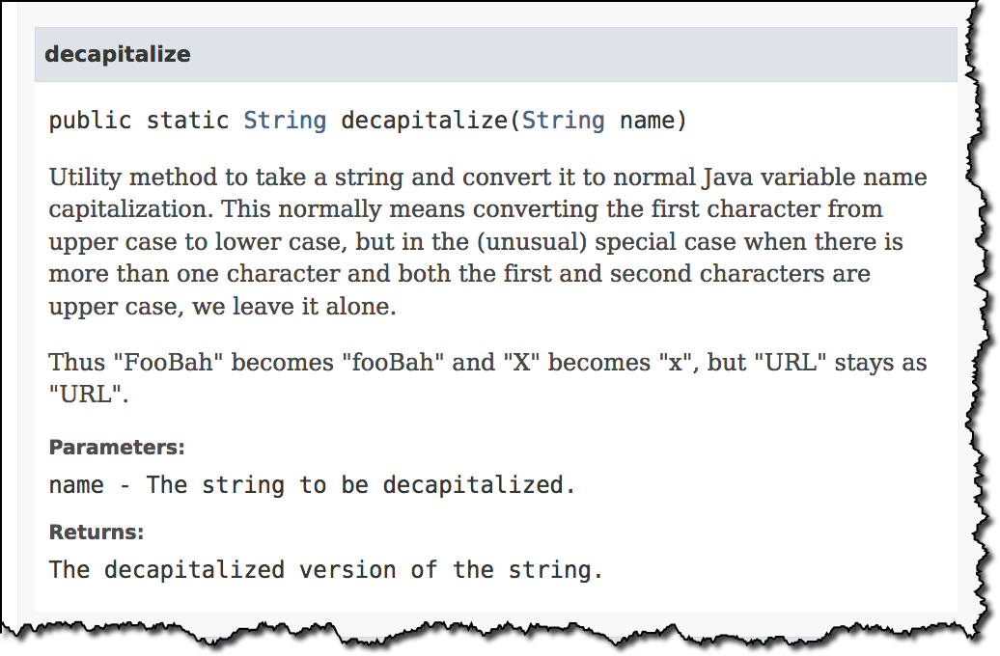 decapitalize
public static String decapitalize(String name)
Utility method to take a string and convert it to normal Java variable name
capitalization. This normally means converting the first character from
upper case to lower case, but in the (unusual) special case when there is
more than one character and both the first and second characters are
upper case, we leave it alone.
Thus "FooBah" becomes "fooBah" and "X" becomes "x", but "URL" stays as
"URL".
Parameters:
name - The string to be decapitalized.
Returns:
The decapitalized version of the string.